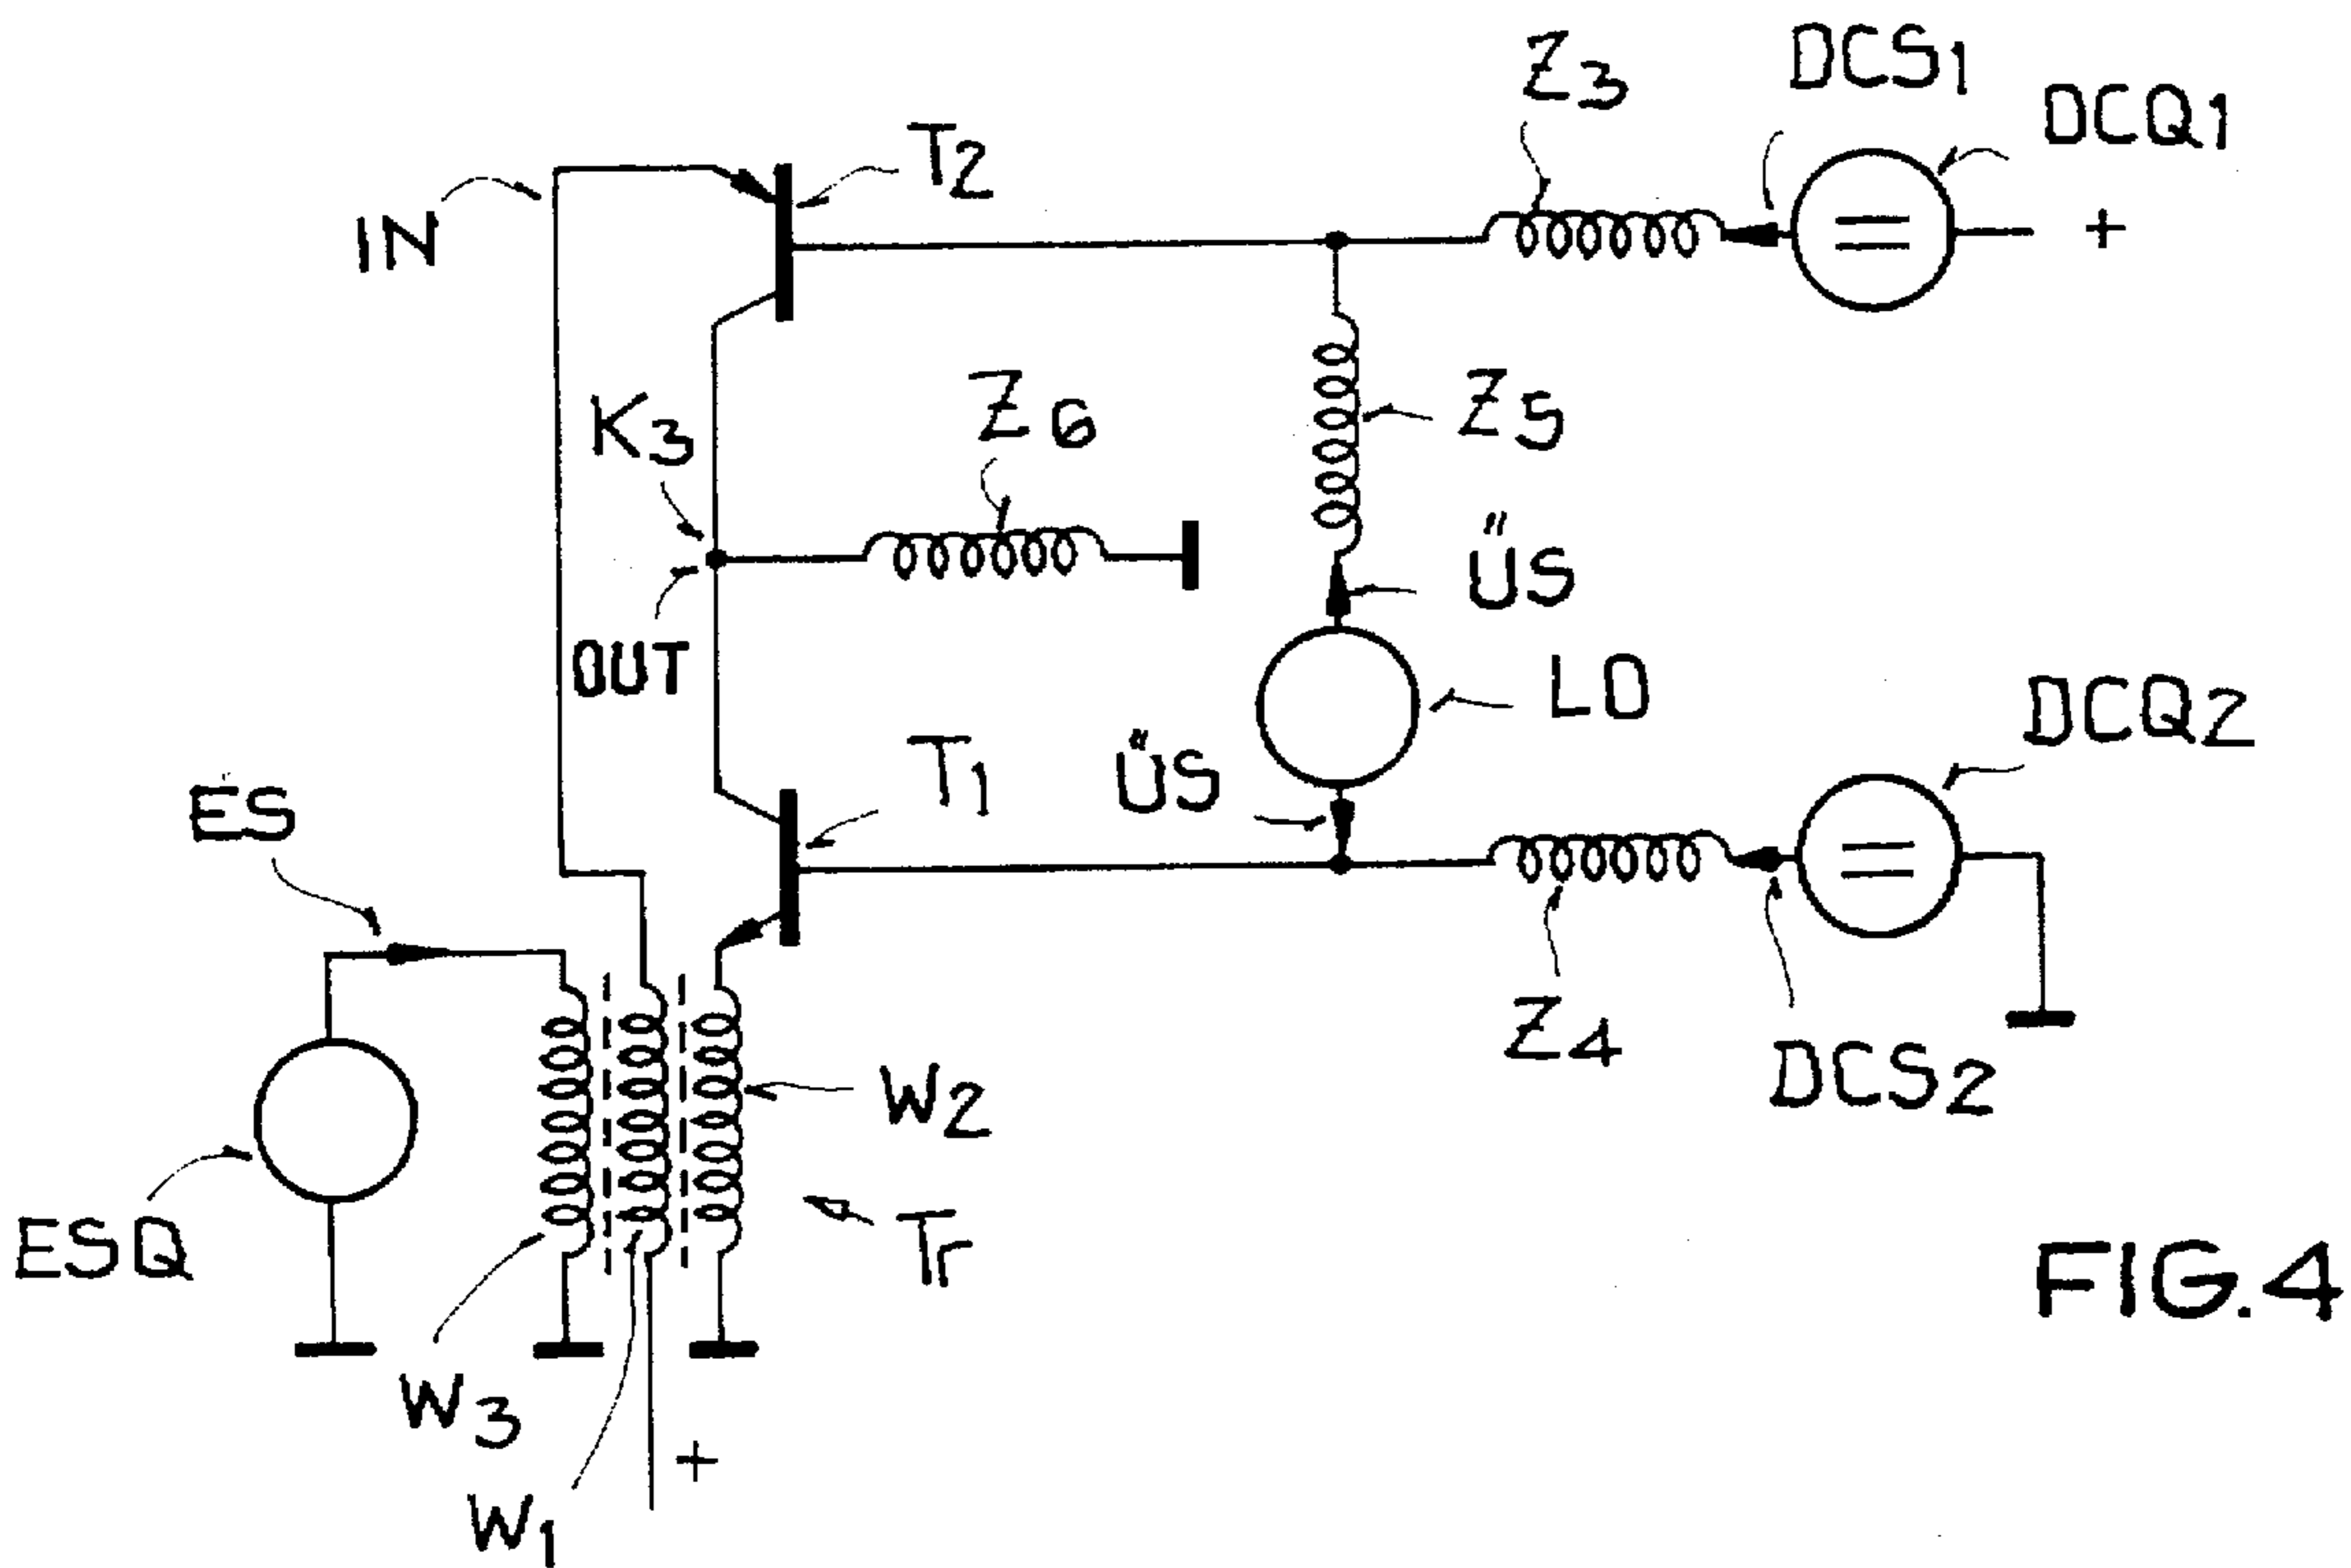 Z3
DCS1
DCQ1
T2
IN
+
K3
Z6
Z5
ÜS
OUT
LO
DCQ2
T1
ÜS
ES
Z4
DCS2
W2
Tr
ESQ
FIG.4
W3
+
W1